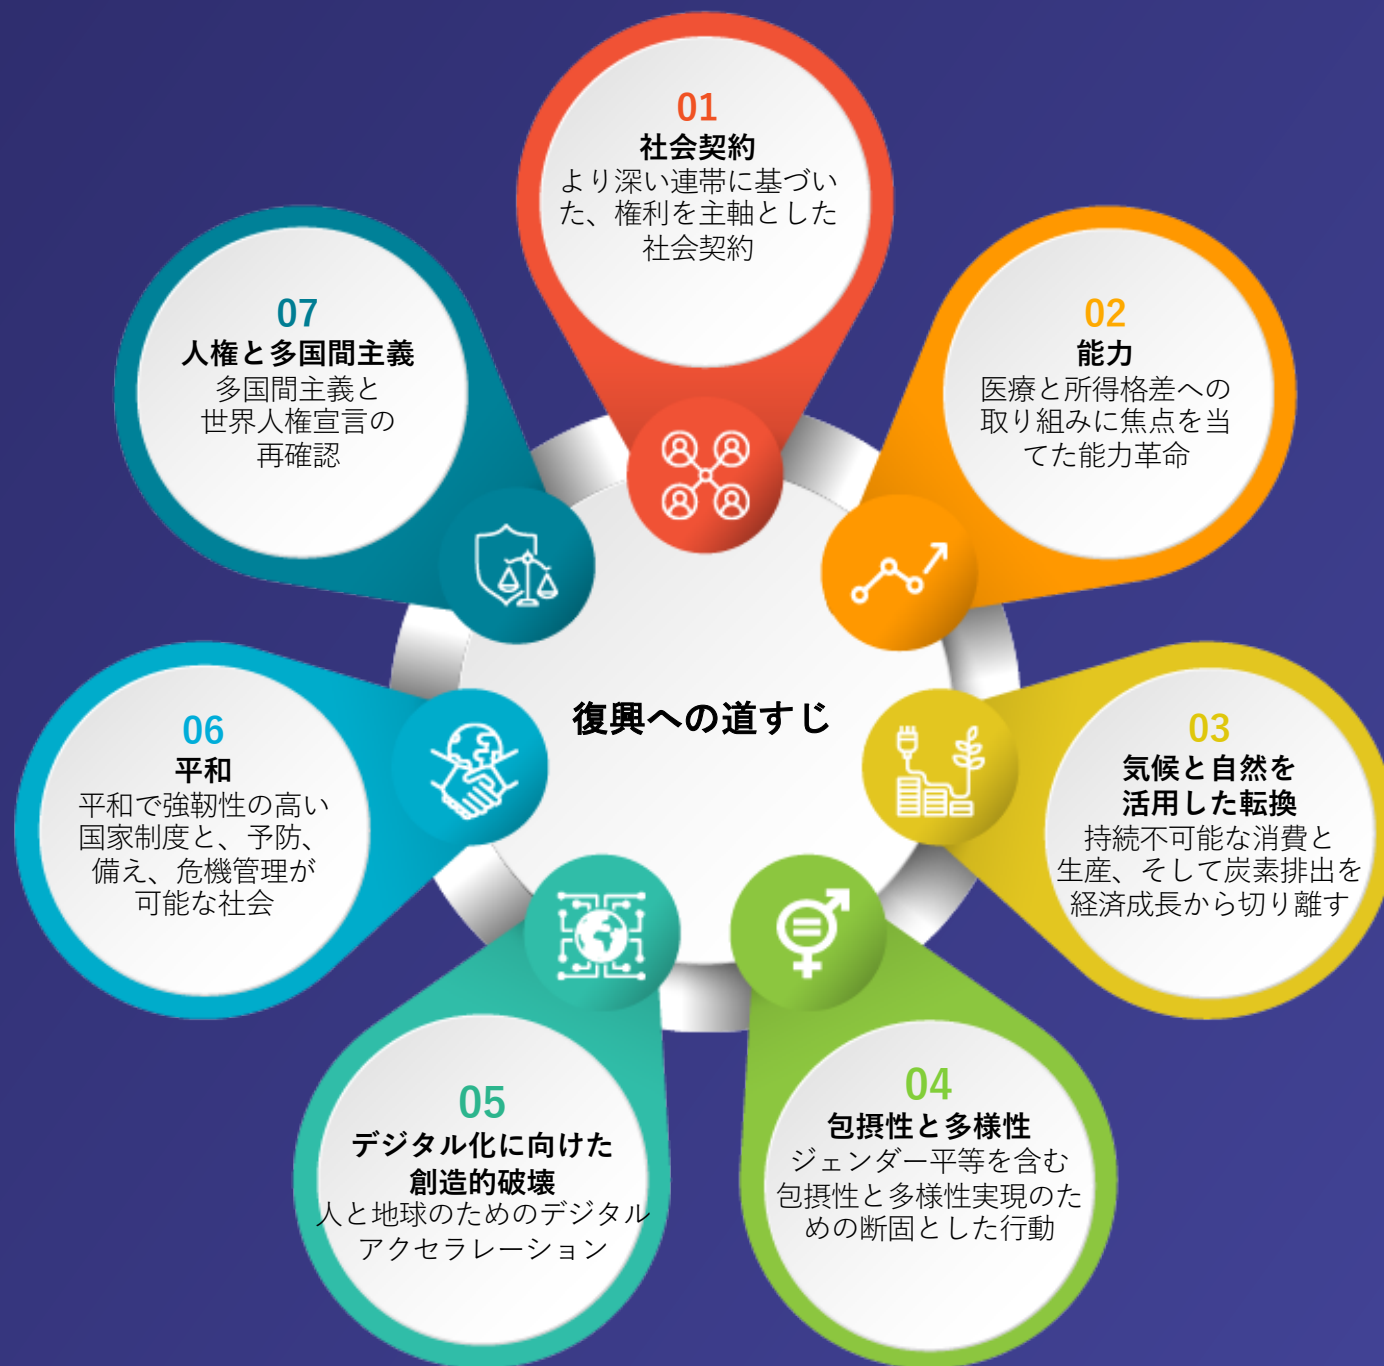 01
社会契約
より深い連帯に基づい
た、権利を主軸とした
社会契約
02
能力
医療と所得格差への
取り組みに焦点を当
てた能力革命
03
気候と自然を
活用した転換
持続不可能な消費と
生産、そして炭素排出を
経済成長から切り離す
04
包摂性と多様性
ジェンダー平等を含む
包摂性と多様性実現のた
めの断固とした行動
05
デジタル化に向けた
創造的破壊
人と地球のためのデジタル
アクセラレーション
06
平和
平和で強靭性の高い
国家制度と、予防、
備え、危機管理が
可能な社会
07
人権と多国間主義
多国間主義と
世界人権宣言の
再確認
復興への道すじ